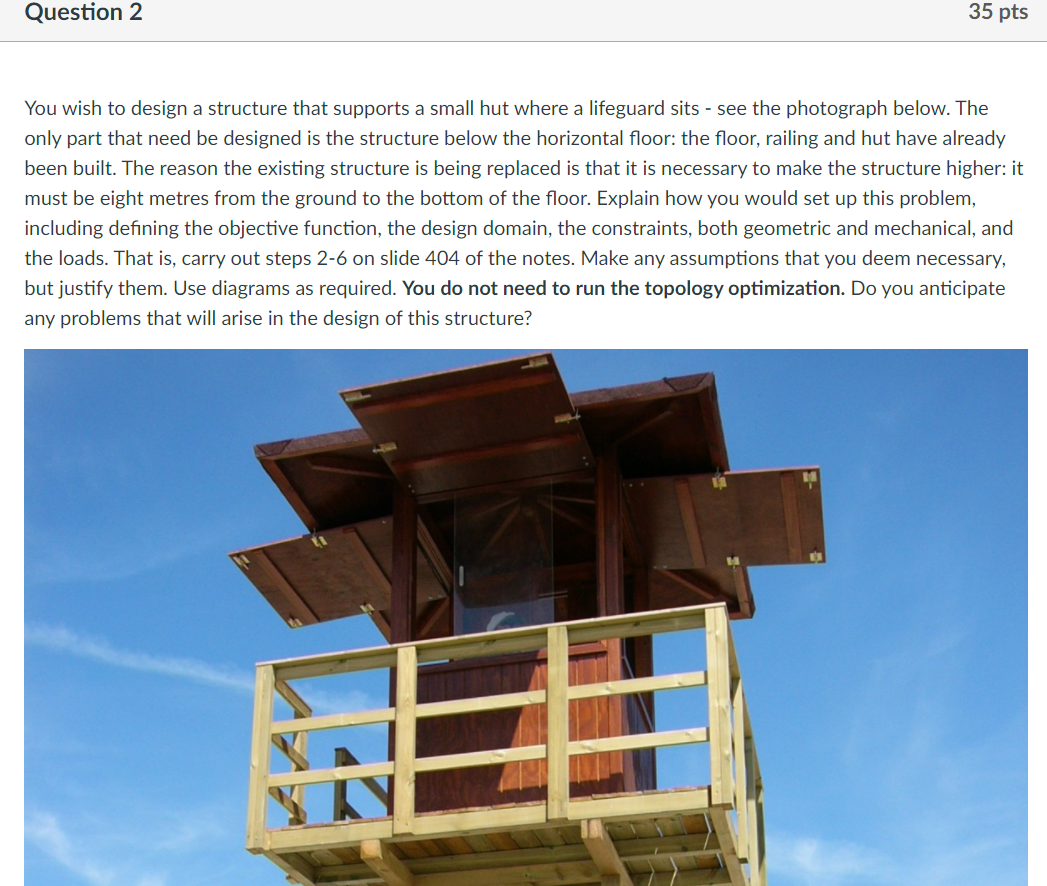 Question 2
35 pts
You wish to design a structure that supports a small hut where a lifeguard sits - see the photograph below. The
only part that need be designed is the structure below the horizontal floor: the floor, railing and hut have already
been built. The reason the existing structure is being replaced is that it is necessary to make the structure higher: it
must be eight metres from the ground to the bottom of the floor. Explain how you would set up this problem,
including defining the objective function, the design domain, the constraints, both geometric and mechanical, and
the loads. That is, carry out steps 2-6 on slide 404 of the notes. Make any assumptions that you deem necessary,
but justify them. Use diagrams as required. You do not need to run the topology optimization. Do you anticipate
any problems that will arise in the design of this structure?